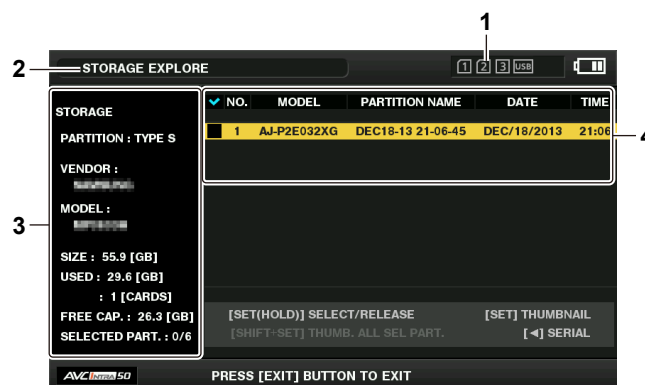 1
2
STORAGE EXPLORE
1 2 3 USB
3
STORAGE
PARTITION : TYPE S
VENDOR :
MODEL :
SIZE : 55.9 [GB]
USED : 29.6 [GB]
: 1 [CARDS]
FREE CAP. : 26.3 [GB]
SELECTED PART. : 0/6
NO. MODEL PARTITION NAME DATE TIME
1 AJ-P2E032XG DEC18-13 21-06-45 DEC/18/2013 21:06
4
[SET(HOLD)] SELECT/RELEASE [SET] THUMBNAIL
[SHIFT+SET] THUMB. ALL SEL PART. [◄] SERIAL
AVC INTRA 50 PRESS [EXIT] BUTTON TO EXIT